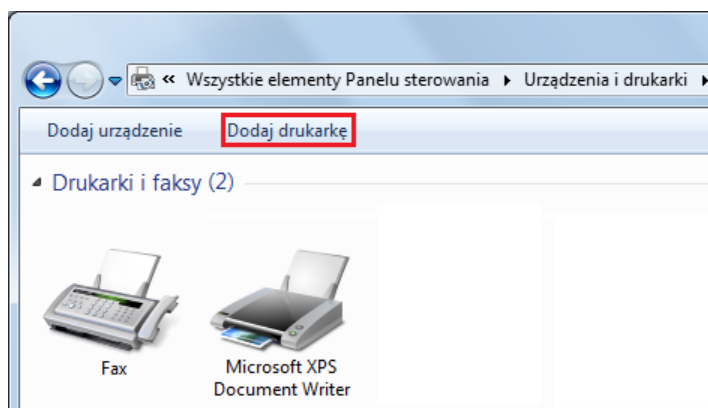 « Wszystkie elementy Panelu sterowania ▸ Urządzenia i drukarki ▸
Dodaj urządzenie Dodaj drukarkę
Drukarki i faksy (2)
Fax
Microsoft XPS
Document Writer